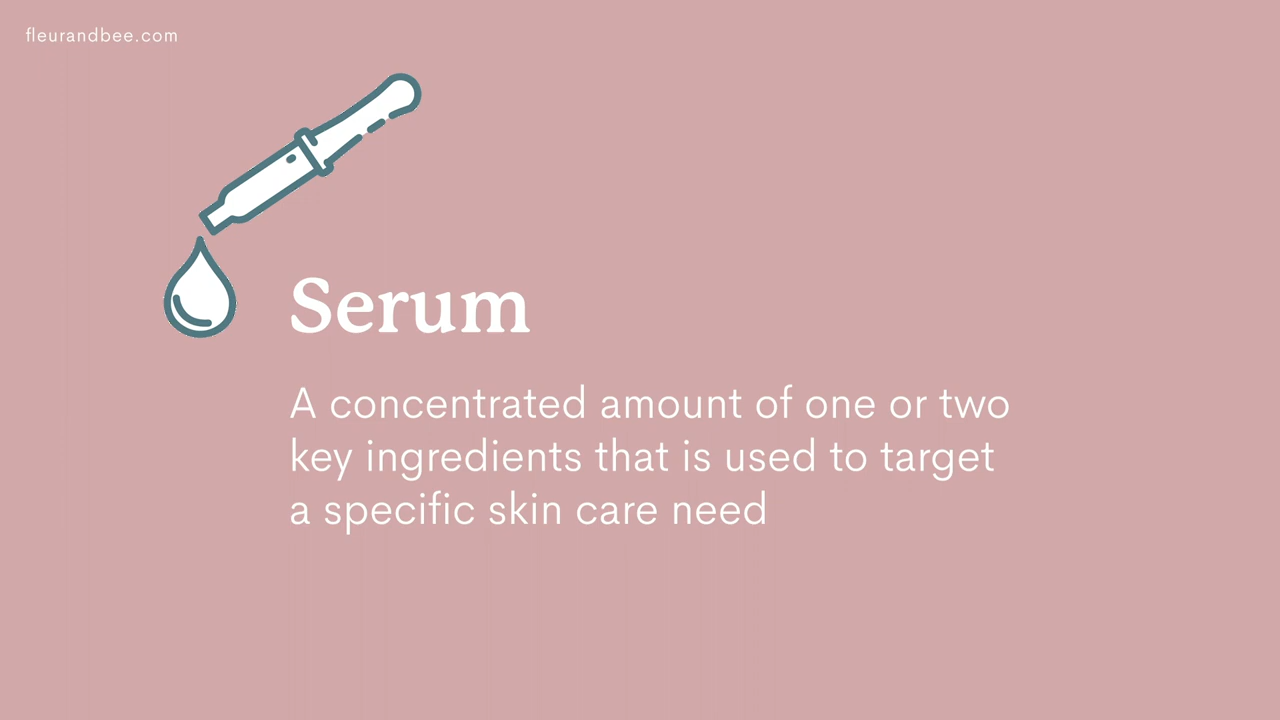 fleurandbee.com
Serum
A concentrated amount of one or two
key ingredients that is used to target
a specific skin care need